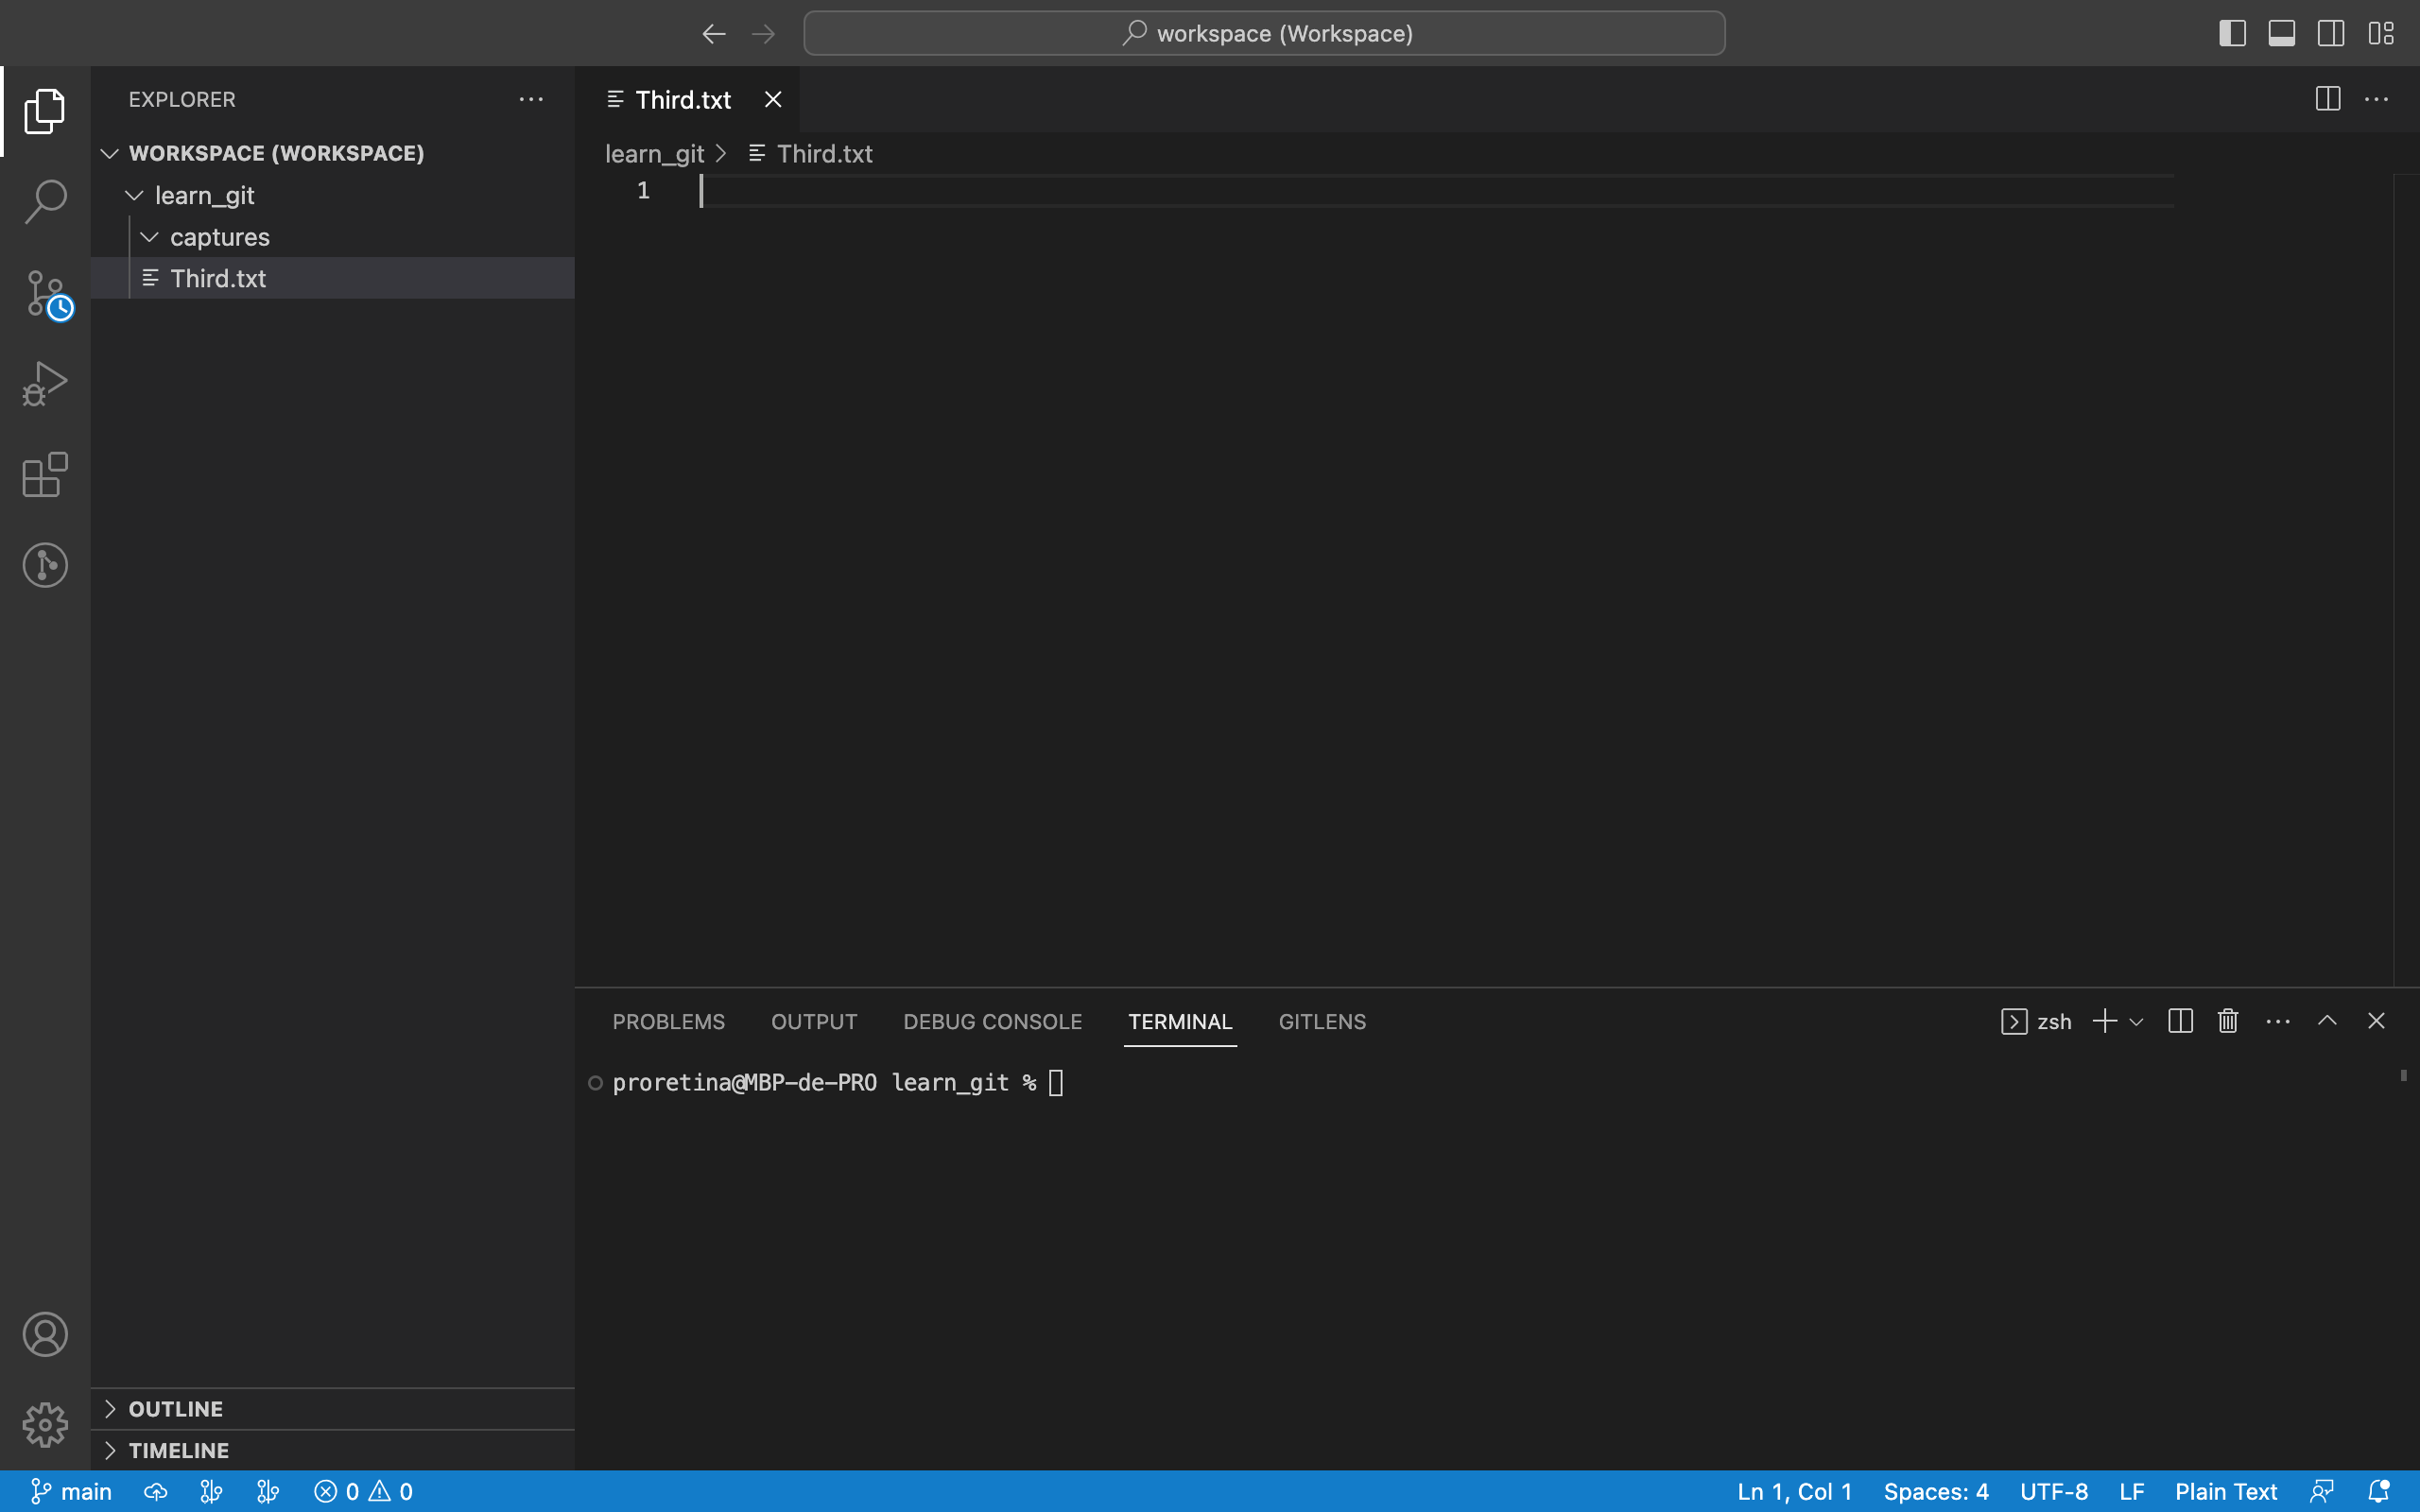 workspace (Workspace)
EXPLORER
WORKSPACE (WORKSPACE)
learn_git
captures
Third.txt
OUTLINE
TIMELINE
Third.txt
learn_git > Third.txt
1
PROBLEMS OUTPUT DEBUG CONSOLE TERMINAL GITLENS
zsh
proretina@MBP-de-PRO learn_git %
main 0 0 Ln 1, Col 1 Spaces: 4 UTF-8 LF Plain Text